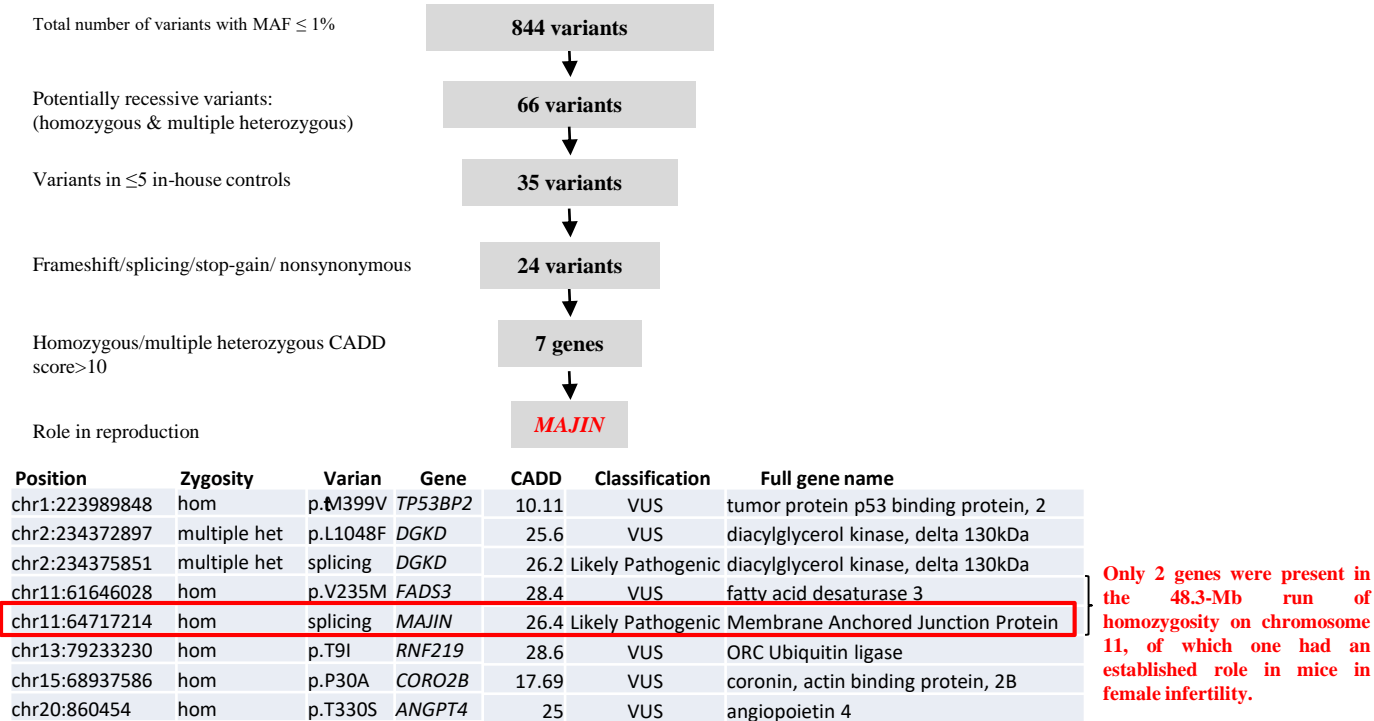 Total number of variants with MAF ≤ 1%
844 variants
Potentially recessive variants:
(homozygous & multiple heterozygous)
66 variants
Variants in ≤5 in-house controls
35 variants
Frameshift/splicing/stop-gain/ nonsynonymous
24 variants
Homozygous/multiple heterozygous CADD
score>10
7 genes
Role in reproduction
MAJIN
Position Zygosity Varian Gene CADD Classification Full gene name
chr1:223989848 hom p.M399V TP53BP2 10.11 VUS tumor protein p53 binding protein, 2
chr2:234372897 multiple het p.L1048F DGKD 25.6 VUS diacylglycerol kinase, delta 130kDa
chr2:234375851 multiple het splicing DGKD 26.2 Likely Pathogenic diacylglycerol kinase, delta 130kDa
chr11:61646028 hom p.V235M FADS3 28.4 VUS fatty acid desaturase 3
chr11:64717214 hom splicing MAJIN 26.4 Likely Pathogenic Membrane Anchored Junction Protein
chr13:79233230 hom p.T9I RNF219 28.6 VUS ORC Ubiquitin ligase
chr15:68937586 hom p.P30A CORO2B 17.69 VUS coronin, actin binding protein, 2B
chr20:860454 hom p.T330S ANGPT4 25 VUS angiopoietin 4
Only 2 genes were present in
the 48.3-Mb run of
homozygosity on chromosome
11, of which one had an
established role in mice in
female infertility.